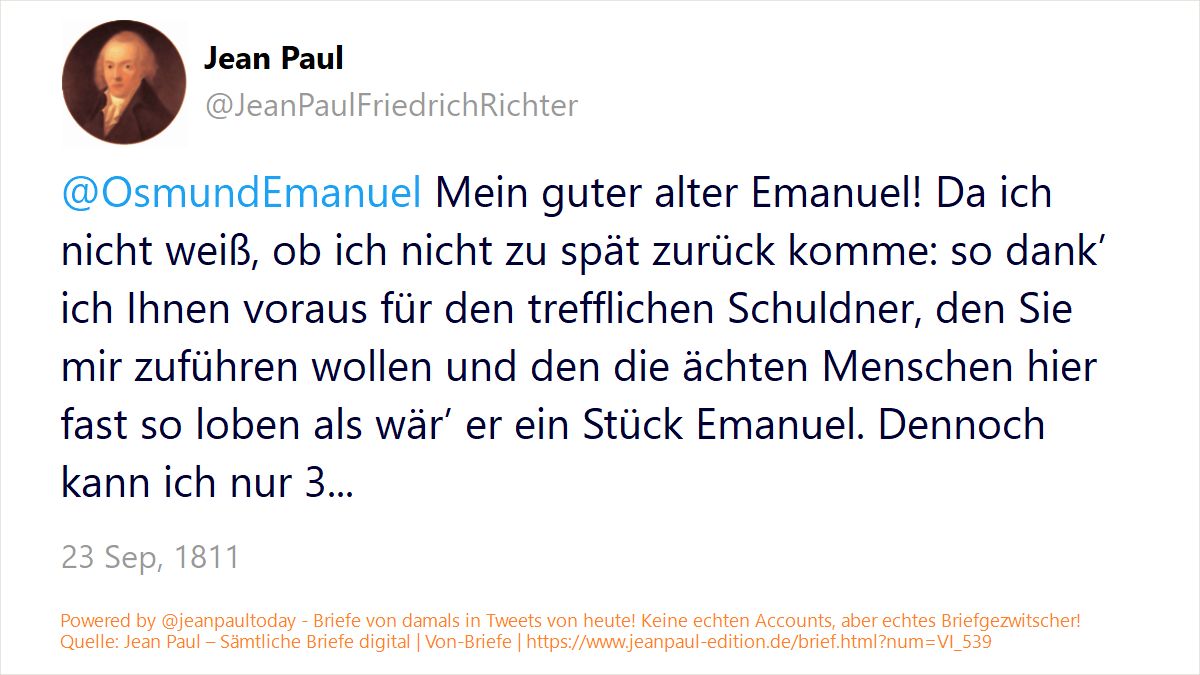 Jean Paul
@JeanPaulFriedrichRichter
@OsmundEmanuel Mein guter alter Emanuel! Da ich
nicht weiß, ob ich nicht zu spät zurück komme: so dank’
ich Ihnen voraus für den trefflichen Schuldner, den Sie
mir zuführen wollen und den die ächten Menschen hier
fast so loben als wär’ er ein Stück Emanuel. Dennoch
kann ich nur 3...
23 Sep, 1811
Powered by @jeanpaultoday - Briefe von damals in Tweets von heute! Keine echten Accounts, aber echtes Briefgezwitscher!
Quelle: Jean Paul – Sämtliche Briefe digital | Von-Briefe | https://www.jeanpaul-edition.de/brief.html?num=VI_539